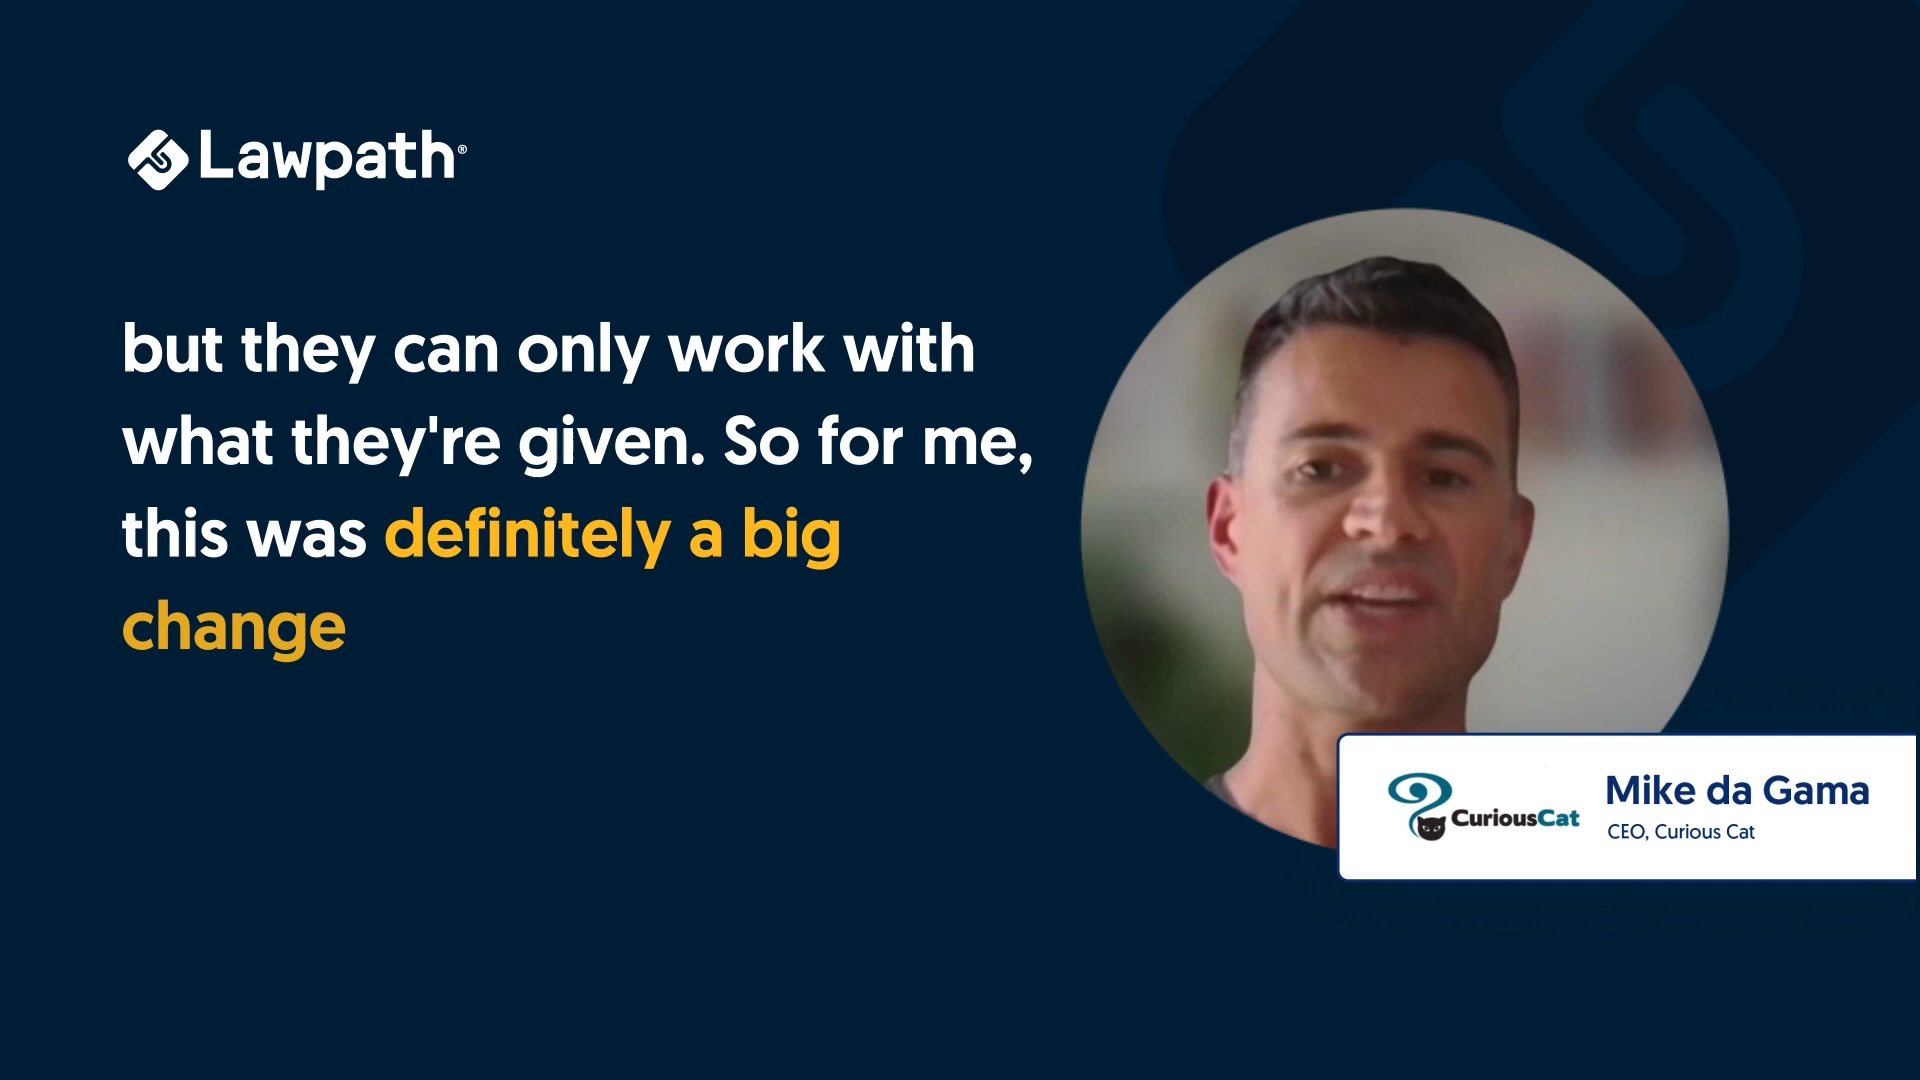 Lawpath®
but they can only work with
what they're given. So for me,
this was definitely a big
change
CuriousCat
Mike da Gama
CEO, Curious Cat